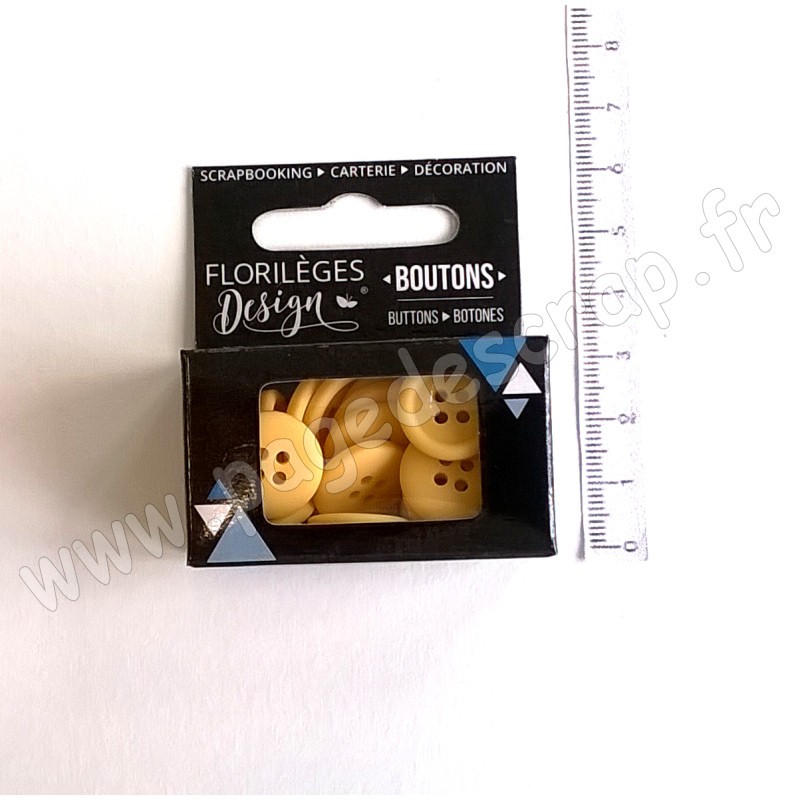 SCRAPBOOKING ▸ CARTERIE ▸ DÉCORATION
FLORILÈGES
Design ®
◂ BOUTONS ▸
BUTTONS ▸ BOTONES
www.pagedescrap.fr
8
7
6
5
4
3
2
1
0